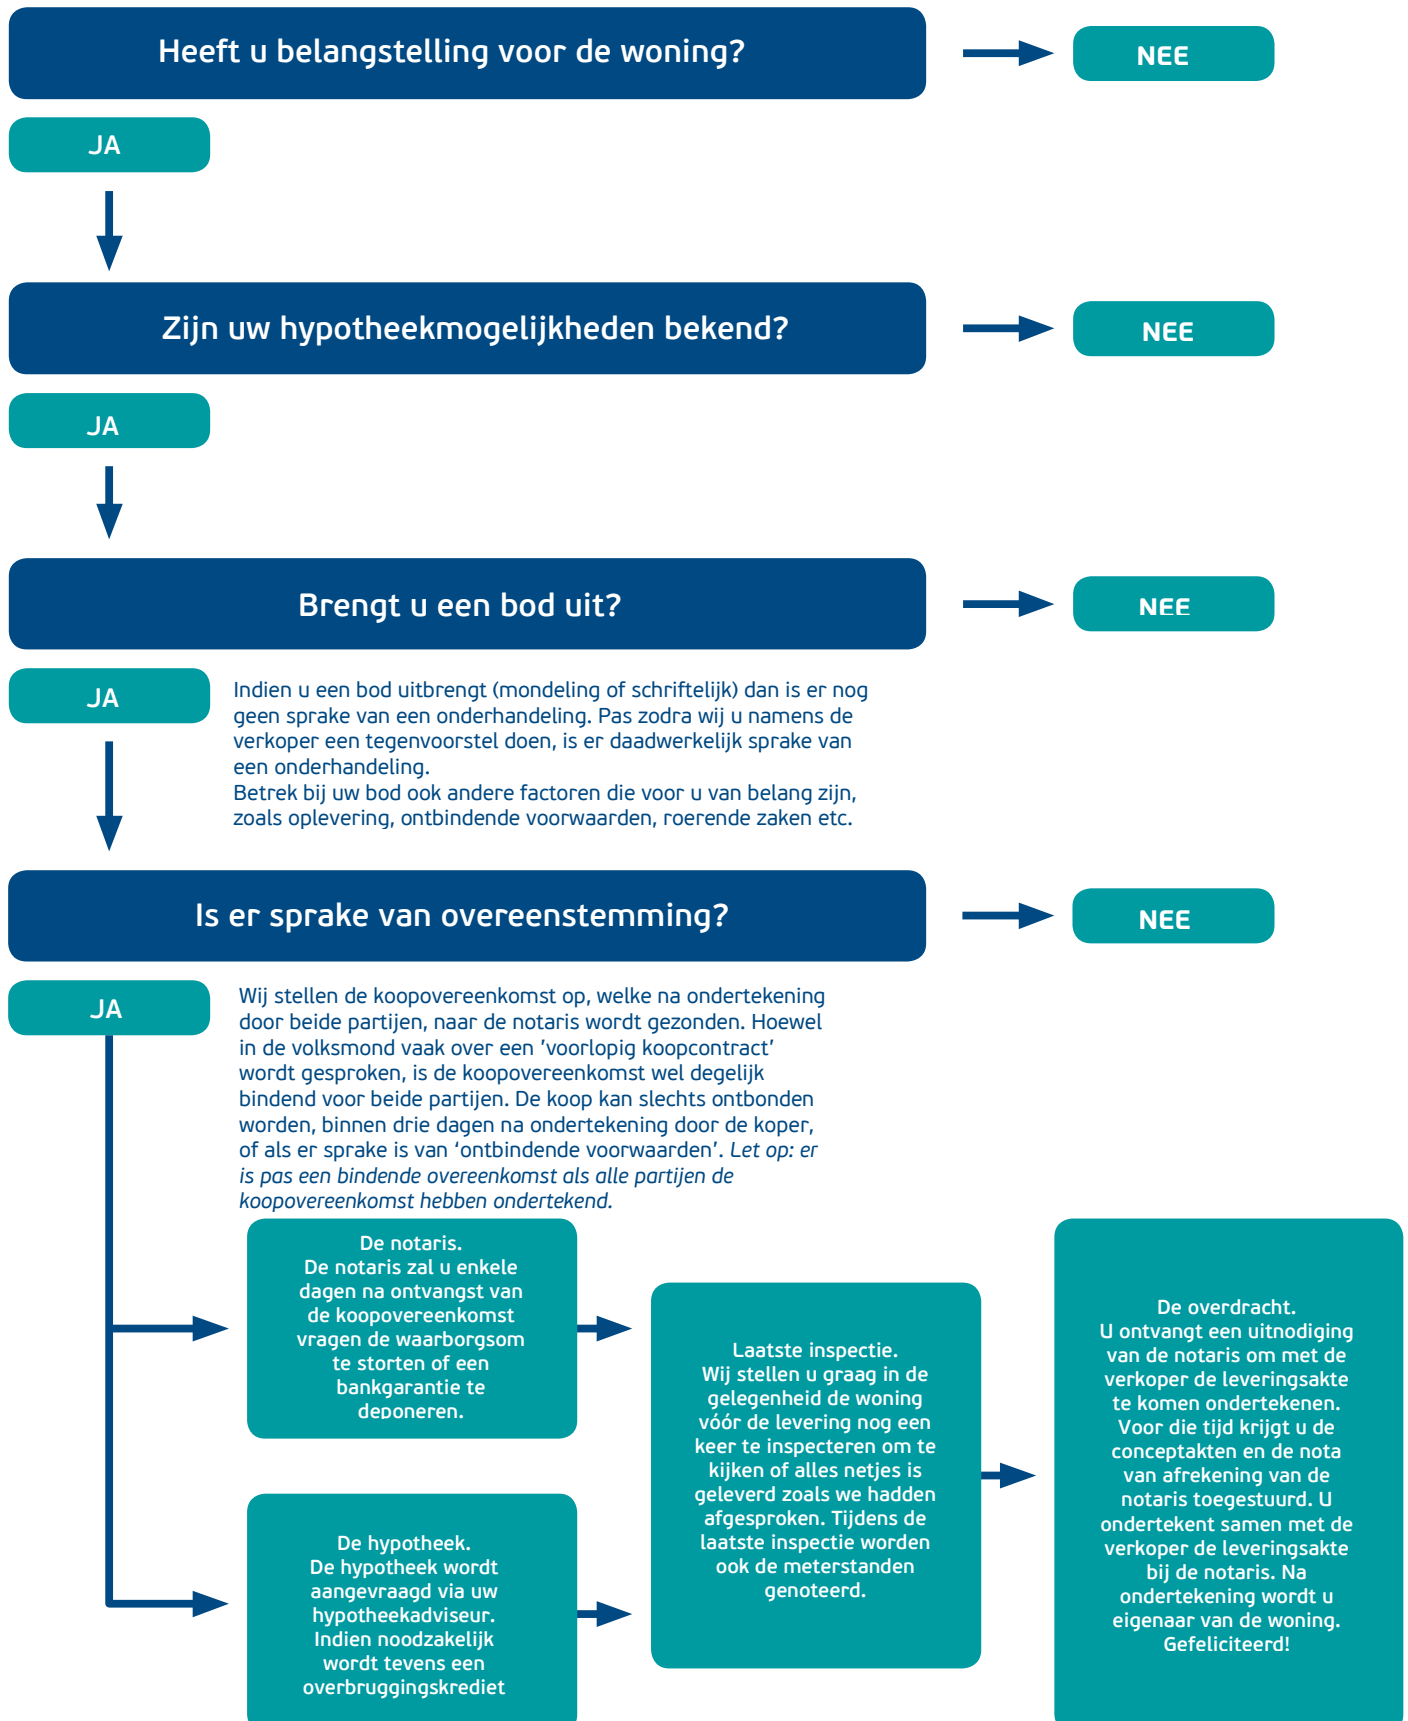 Heeft u belangstelling voor de woning?
NEE
JA
Zijn uw hypotheekmogelijkheden bekend?
NEE
JA
Brengt u een bod uit?
NEE
JA
Indien u een bod uitbrengt (mondeling of schriftelijk) dan is er nog
geen sprake van een onderhandeling. Pas zodra wij u namens de
verkoper een tegenvoorstel doen, is er daadwerkelijk sprake van
een onderhandeling.
Betrek bij uw bod ook andere factoren die voor u van belang zijn,
zoals oplevering, ontbindende voorwaarden, roerende zaken etc.
Is er sprake van overeenstemming?
NEE
JA
Wij stellen de koopovereenkomst op, welke na ondertekening
door beide partijen, naar de notaris wordt gezonden. Hoewel
in de volksmond vaak over een ’voorlopig koopcontract’
wordt gesproken, is de koopovereenkomst wel degelijk
bindend voor beide partijen. De koop kan slechts ontbonden
worden, binnen drie dagen na ondertekening door de koper,
of als er sprake is van ‘ontbindende voorwaarden’. Let op: er
is pas een bindende overeenkomst als alle partijen de
koopovereenkomst hebben ondertekend.
De notaris.
De notaris zal u enkele
dagen na ontvangst van
de koopovereenkomst
vragen de waarborgsom
te storten of een
bankgarantie te
deponeren.
De hypotheek.
De hypotheek wordt
aangevraagd via uw
hypotheekadviseur.
Indien noodzakelijk
wordt tevens een
overbruggingskrediet
Laatste inspectie.
Wij stellen u graag in de
gelegenheid de woning
vóór de levering nog een
keer te inspecteren om te
kijken of alles netjes is
geleverd zoals we hadden
afgesproken. Tijdens de
laatste inspectie worden
ook de meterstanden
genoteerd.
De overdracht.
U ontvangt een uitnodiging
van de notaris om met de
verkoper de leveringsakte
te komen ondertekenen.
Voor die tijd krijgt u de
conceptakten en de nota
van afrekening van de
notaris toegestuurd. U
ondertekent samen met de
verkoper de leveringsakte
bij de notaris. Na
ondertekening wordt u
eigenaar van de woning.
Gefeliciteerd!